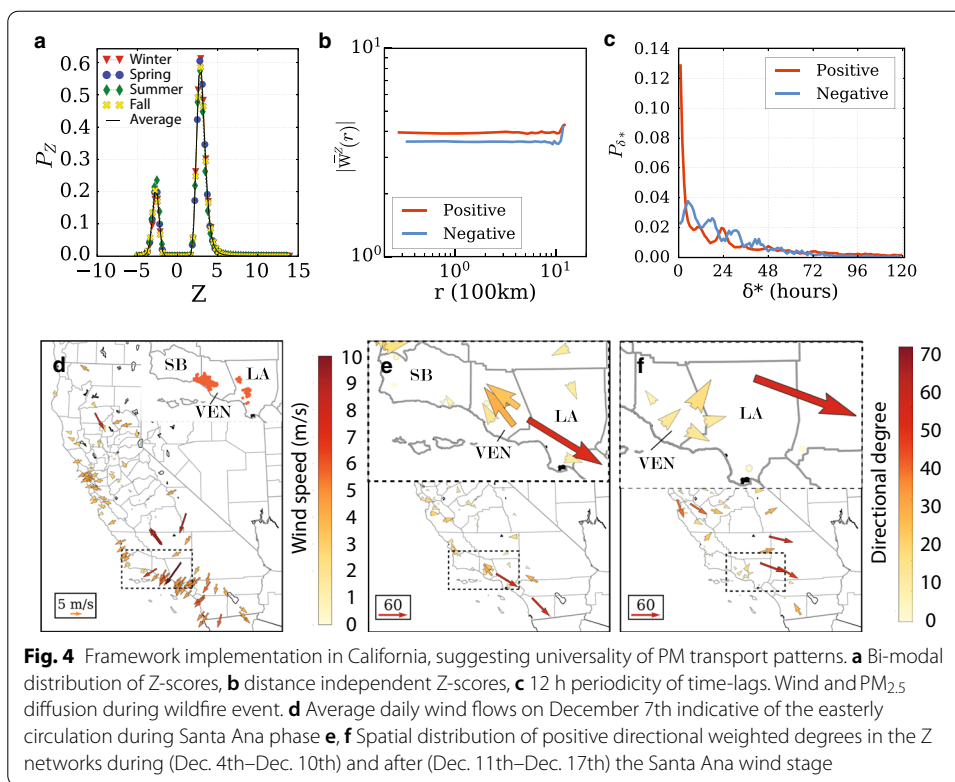 a
b
c
Winter
Spring
Summer
Fall
Average
P_Z
0.6
0.5
0.4
0.3
0.2
0.1
0.0
−10 −5 0 5 10 15
Z
10¹
|W̄^Z(r)|
Positive
Negative
10⁰
10⁰ 10¹
r (100km)
0.14
0.12
0.10
0.08
0.06
0.04
0.02
0.00
P_δ*
Positive
Negative
0 24 48 72 96 120
δ* (hours)
d
SB
LA
VEN
5 m/s
10
9
8
7
6
5
4
3
2
1
0
Wind speed (m/s)
e
SB
LA
VEN
60
f
LA
VEN
60
70
60
50
40
30
20
10
0
Directional degree
Fig. 4 Framework implementation in California, suggesting universality of PM transport patterns. a Bi-modal
distribution of Z-scores, b distance independent Z-scores, c 12 h periodicity of time-lags. Wind and PM₂.₅
diffusion during wildfire event. d Average daily wind flows on December 7th indicative of the easterly
circulation during Santa Ana phase e, f Spatial distribution of positive directional weighted degrees in the Z
networks during (Dec. 4th–Dec. 10th) and after (Dec. 11th–Dec. 17th) the Santa Ana wind stage